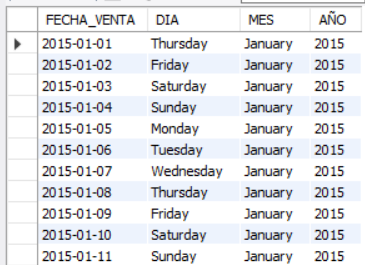 FECHA_VENTA DIA MES AÑO
2015-01-01 Thursday January 2015
2015-01-02 Friday January 2015
2015-01-03 Saturday January 2015
2015-01-04 Sunday January 2015
2015-01-05 Monday January 2015
2015-01-06 Tuesday January 2015
2015-01-07 Wednesday January 2015
2015-01-08 Thursday January 2015
2015-01-09 Friday January 2015
2015-01-10 Saturday January 2015
2015-01-11 Sunday January 2015